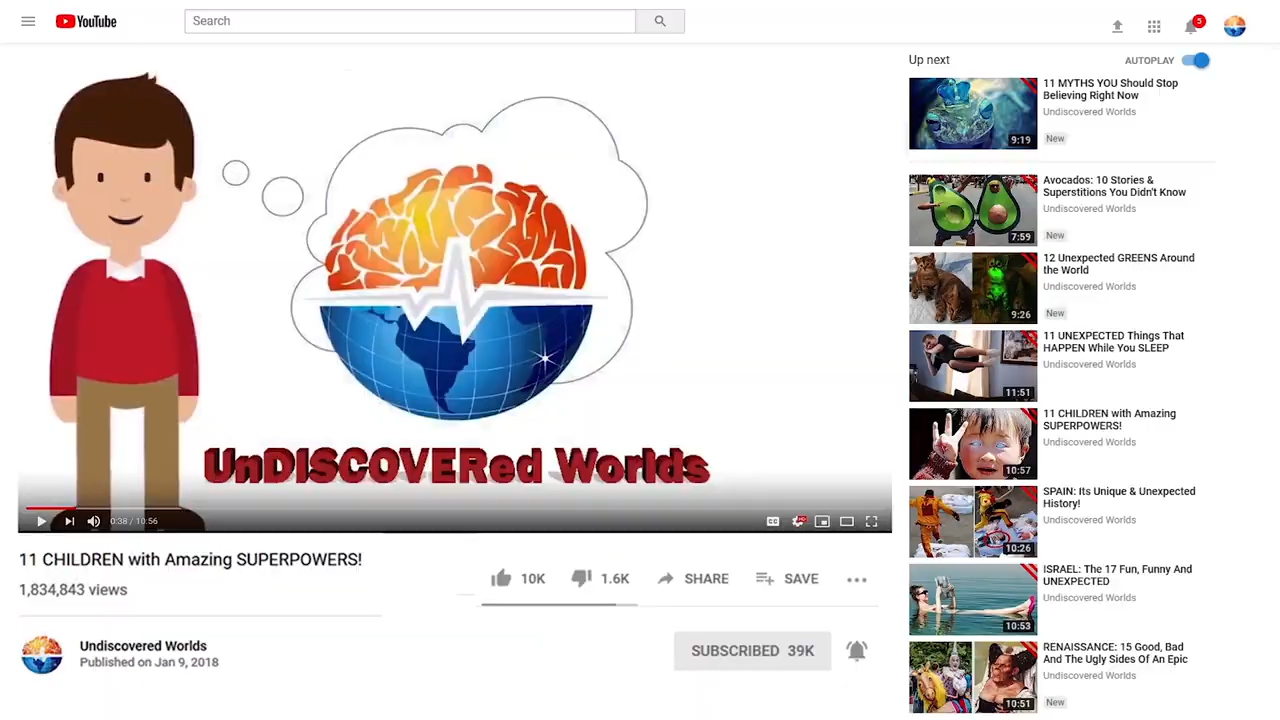 YouTube
Search
5
UnDISCOVERed Worlds
0:38 / 10:56
CC
HD
11 CHILDREN with Amazing SUPERPOWERS!
1,834,843 views
10K
1.6K
SHARE
SAVE
Undiscovered Worlds
Published on Jan 9, 2018
SUBSCRIBED 39K
Up next
AUTOPLAY
9:19
11 MYTHS YOU Should Stop
Believing Right Now
Undiscovered Worlds
New
7:59
Avocados: 10 Stories &
Superstitions You Didn't Know
Undiscovered Worlds
New
9:26
12 Unexpected GREENS Around
the World
Undiscovered Worlds
New
11:51
11 UNEXPECTED Things That
HAPPEN While You SLEEP
Undiscovered Worlds
10:57
11 CHILDREN with Amazing
SUPERPOWERS!
Undiscovered Worlds
10:26
SPAIN: Its Unique & Unexpected
History!
Undiscovered Worlds
10:53
ISRAEL: The 17 Fun, Funny And
UNEXPECTED
Undiscovered Worlds
10:51
RENAISSANCE: 15 Good, Bad
And The Ugly Sides Of An Epic
Undiscovered Worlds
New